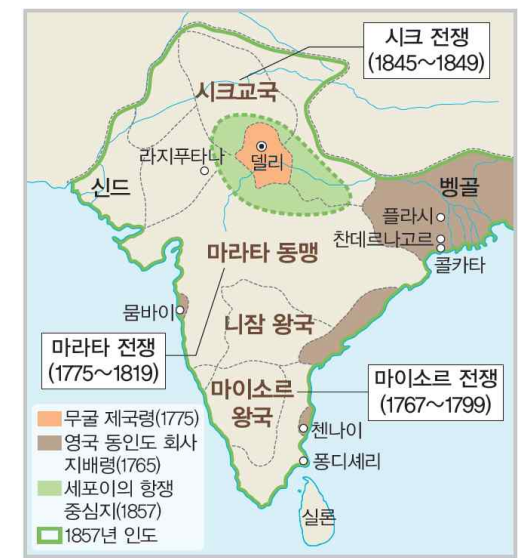 시크 전쟁
(1845~1849)
시크교국
라지푸타나
델리
신드
벵골
플라시
찬데르나고르
콜카타
마라타 동맹
뭄바이
니잠 왕국
마라타 전쟁
(1775~1819)
마이소르
왕국
마이소르 전쟁
(1767~1799)
첸나이
퐁디셰리
실론
무굴 제국령(1775)
영국 동인도 회사
지배령(1765)
세포이의 항쟁
중심지(1857)
1857년 인도